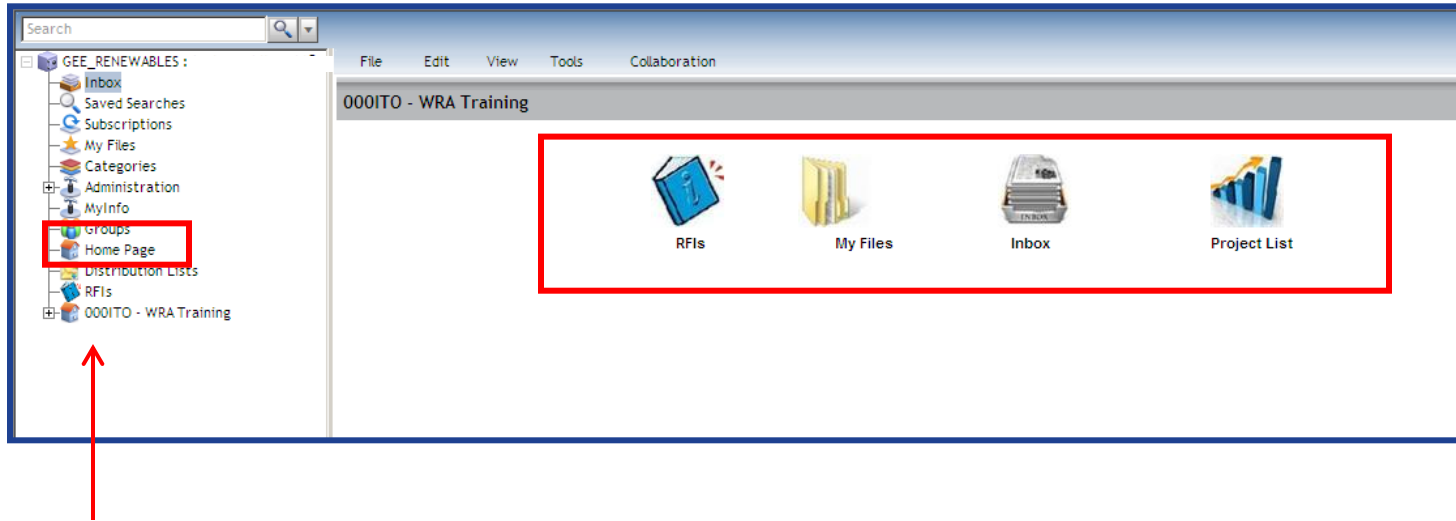 Search
GEE_RENEWABLES :
Inbox
Saved Searches
Subscriptions
My Files
Categories
Administration
MyInfo
Groups
Home Page
Distribution Lists
RFIs
000ITO - WRA Training
File Edit View Tools Collaboration
000ITO - WRA Training
RFIs My Files Inbox Project List
INBOX